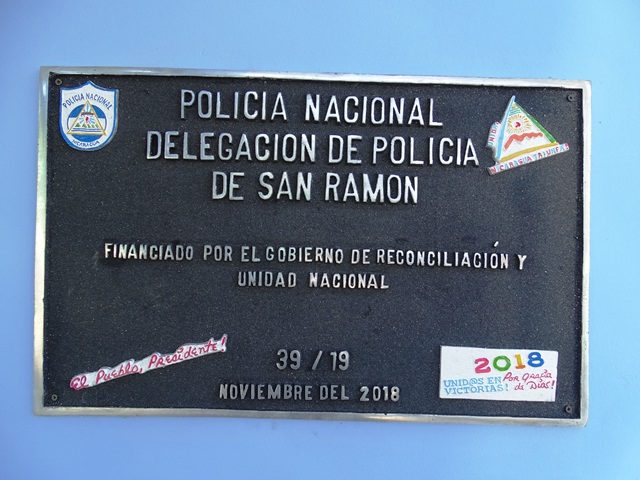 POLICIA NACIONAL
NICARAGUA
POLICIA NACIONAL
DELEGACION DE POLICIA
DE SAN RAMON
FINANCIADO POR EL GOBIERNO DE RECONCILIACIÓN Y
UNIDAD NACIONAL
El Pueblo, Presidente!
39 / 19
NOVIEMBRE DEL 2018
2018
UNID@S EN Por Gracia
VICTORIAS! de Dios!